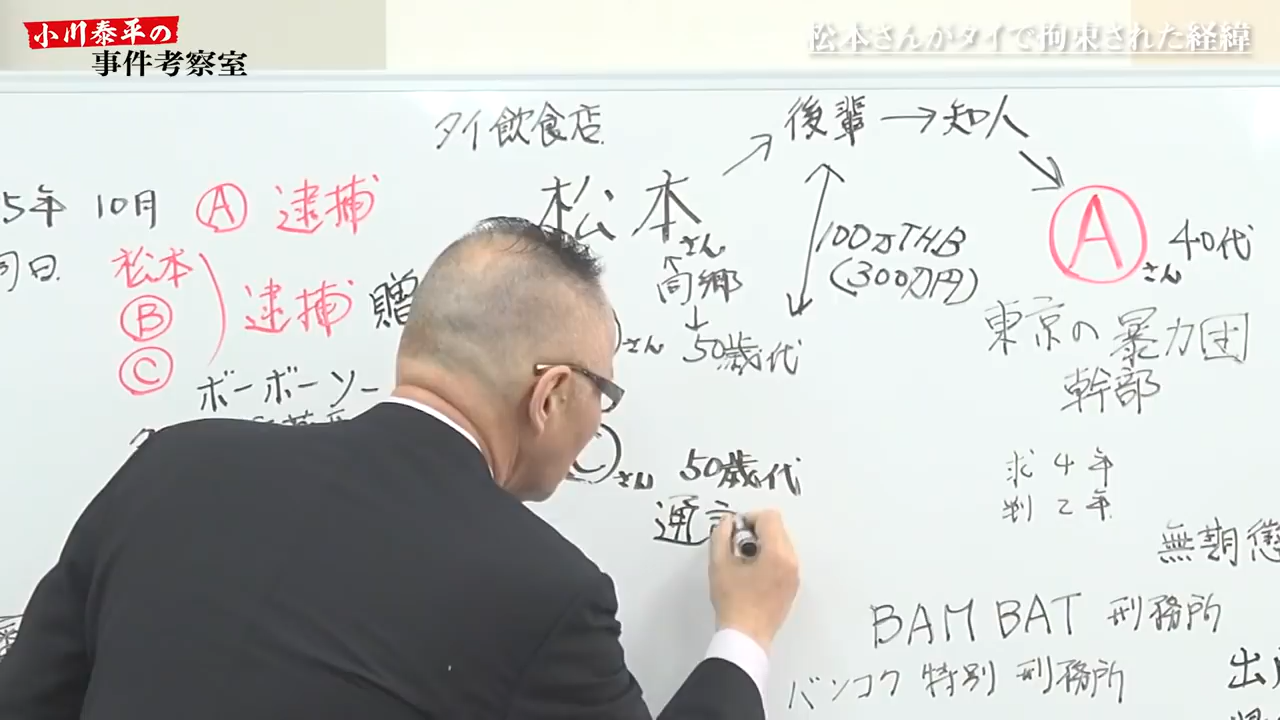 小川泰平の
事件考察室
松本さんがタイで拘束された経緯
タイ飲食店
後輩→知人
5年 10月 Ⓐ 逮捕
松本さん
同郷
100万THB
(300万円)
Ⓐさん 40代
同日
松本
Ⓑ
Ⓒ
逮捕 贈
さん 50歳代
東京の暴力団
幹部
ボーボーソー
Ⓒさん 50歳代
通
求 4年
判 2年
無期懲
BAMBAT 刑務所
バンコク 特別 刑務所